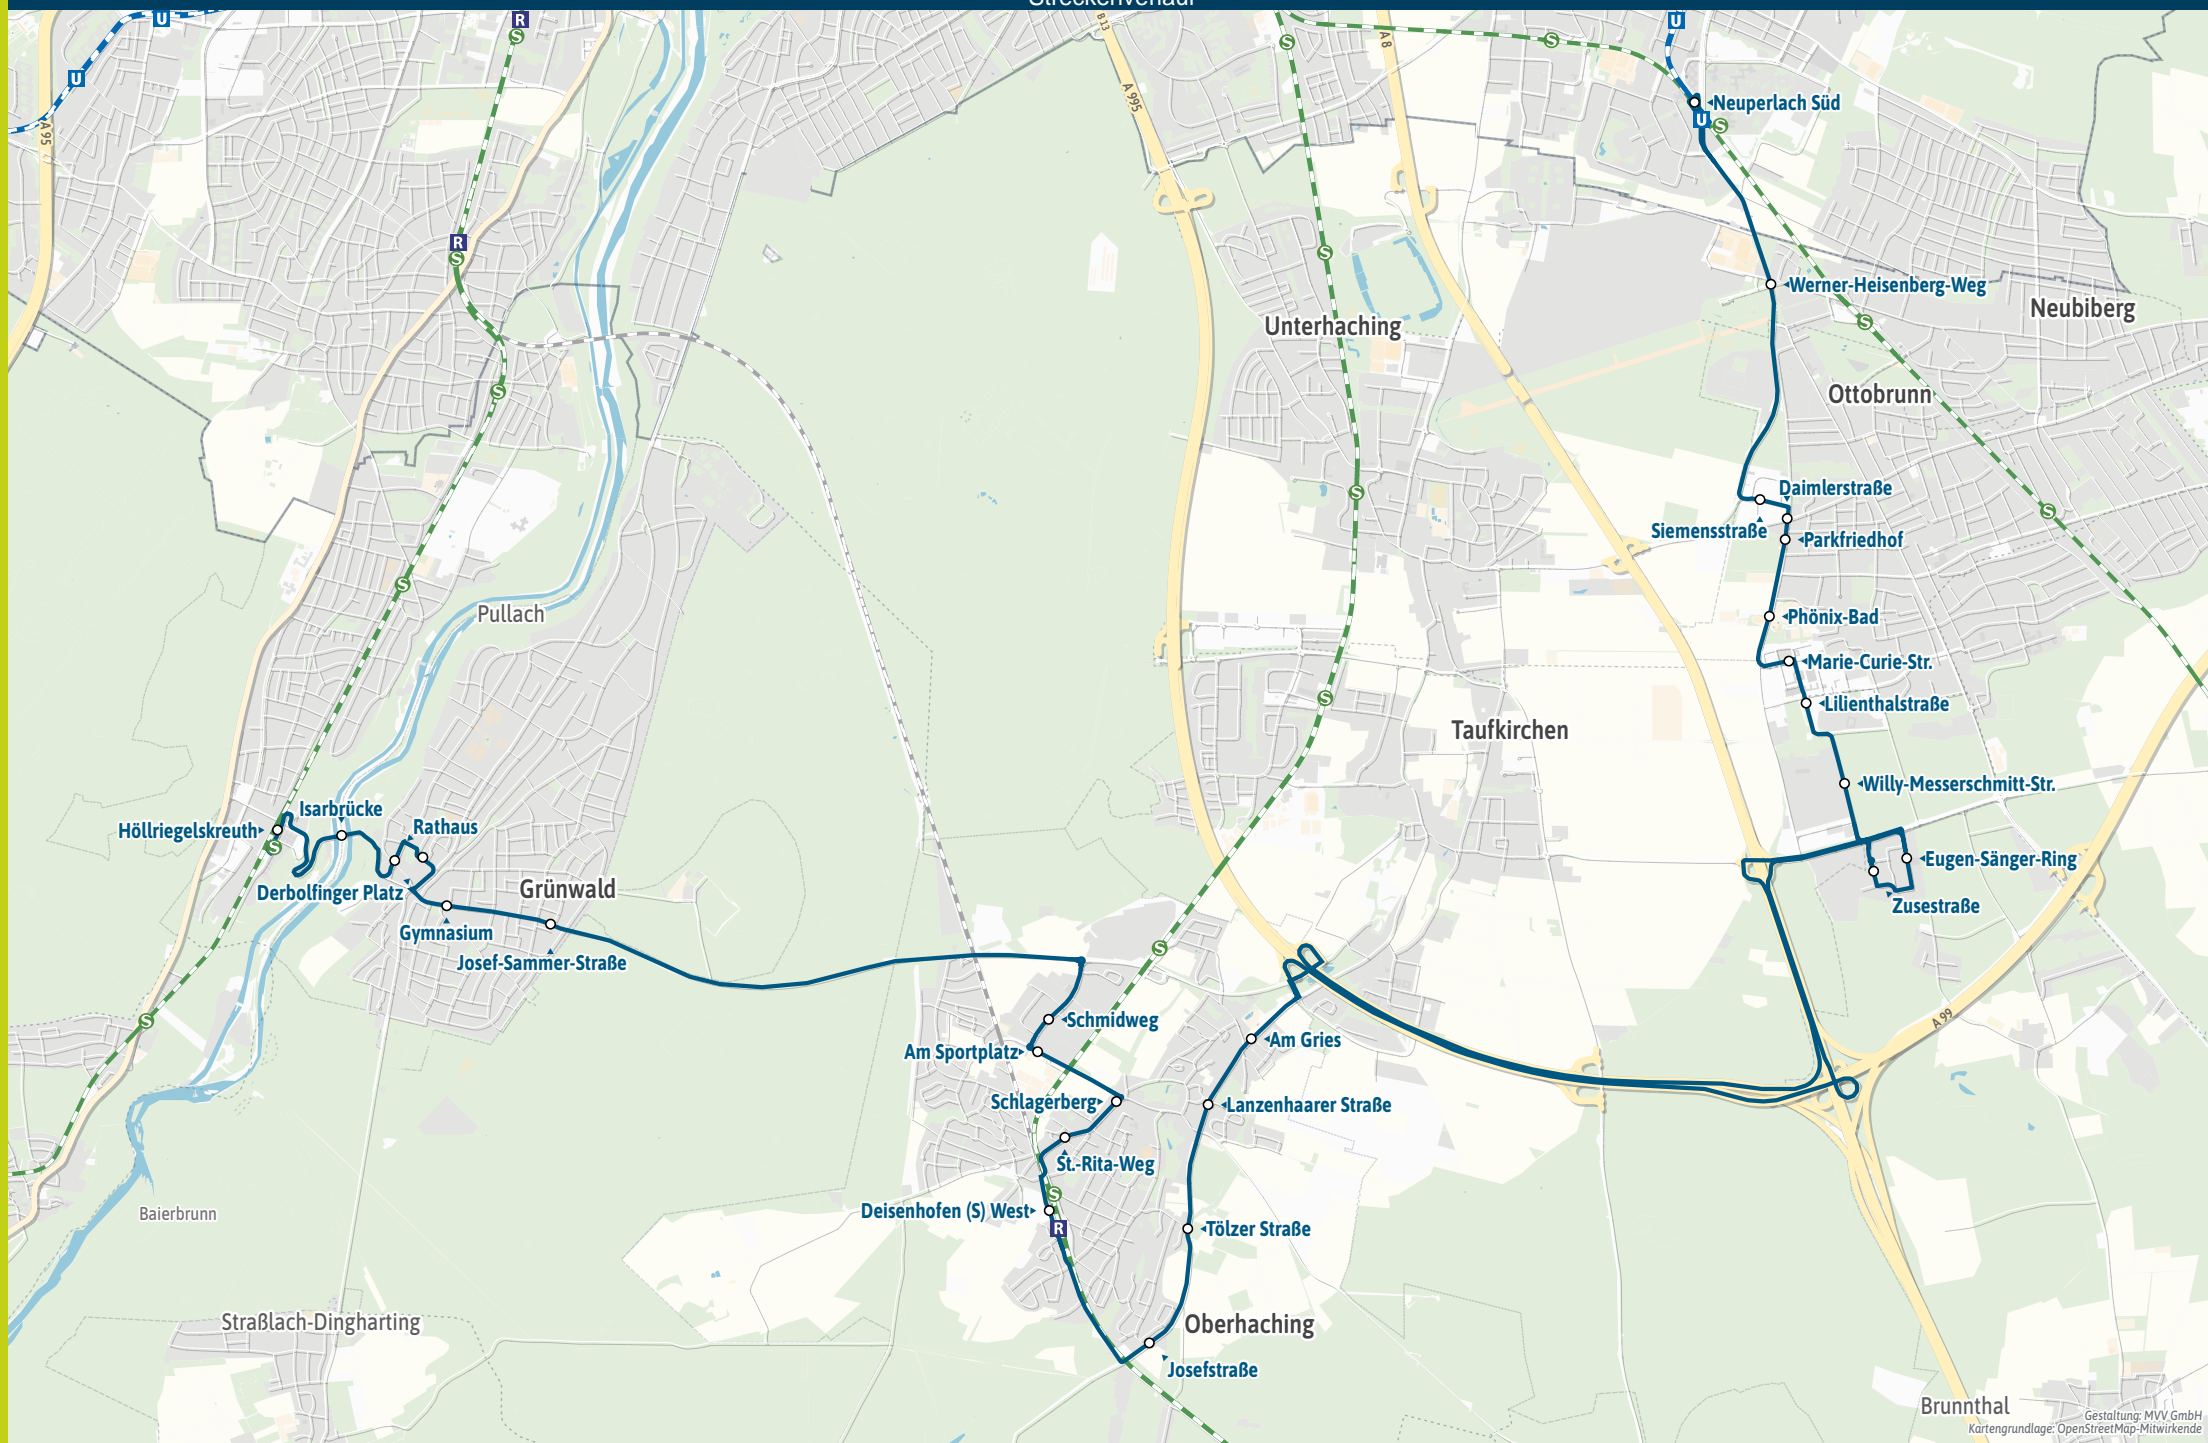 Streckenverlauf
U
R
S
B13
U
S
A 8
S
U
A 995
Neuperlach Süd
U
S
A 95
R
S
S
Werner-Heisenberg-Weg
Neubiberg
Unterhaching
S
S
Ottobrunn
Daimlerstraße
S
S
Siemensstraße
Parkfriedhof
S
Pullach
Phönix-Bad
Marie-Curie-Str.
S
Lilienthalstraße
Taufkirchen
Willy-Messerschmitt-Str.
Isarbrücke
Höllriegelskreuth
Rathaus
S
Eugen-Sänger-Ring
Derbolfinger Platz
Grünwald
Zusestraße
Gymnasium
S
Josef-Sammer-Straße
S
Schmidweg
A 99
Am Gries
Am Sportplatz
Schlagerberg
Lanzenhaarer Straße
St.-Rita-Weg
S
Deisenhofen (S) West
Baierbrunn
R
Tölzer Straße
Straßlach-Dingharting
Oberhaching
Josefstraße
Brunnthal
Gestaltung: MVV GmbH
Kartengrundlage: OpenStreetMap-Mitwirkende